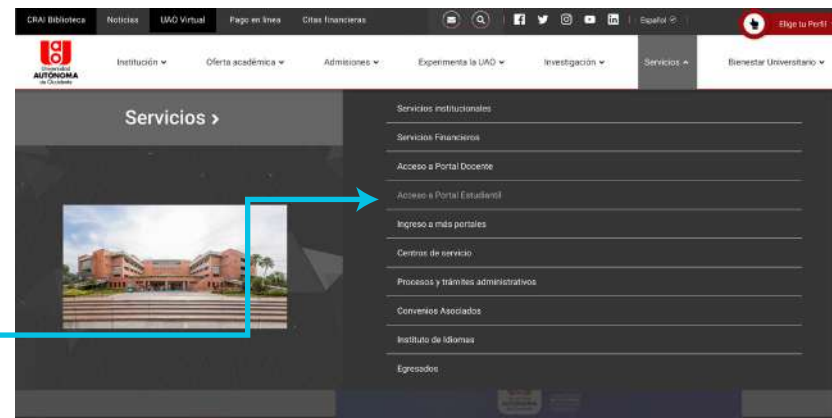 CRAI Biblioteca Noticias UAO Virtual Pago en línea Citas financieras Español Elige tu Perfil
Universidad
AUTÓNOMA
de Occidente
Institución Oferta académica Admisiones Experimenta la UAO Investigación Servicios Bienestar Universitario
Servicios >
Servicios institucionales
Servicios Financieros
Acceso a Portal Docente
Acceso a Portal Estudiantil
Ingreso a más portales
Centros de servicio
Procesos y trámites administrativos
Convenios Asociados
Instituto de Idiomas
Egresados